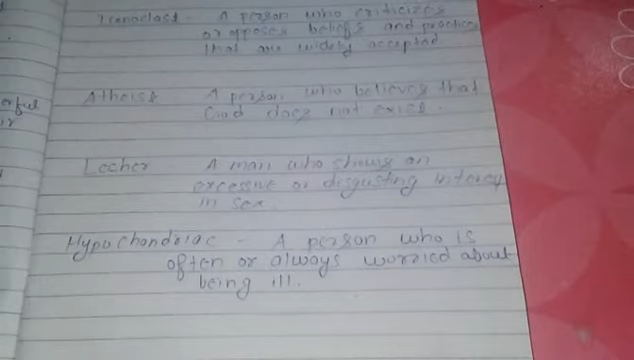 Iconoclast - A person who criticizes
or opposes beliefs and practice
that are widely accepted
erful
Atheist A person who believes that
God does not exist.
Lecher - A man who shows an
excessive or disgusting
in sex.
Hypochondriac - A person who is
often or always worried about
being ill.